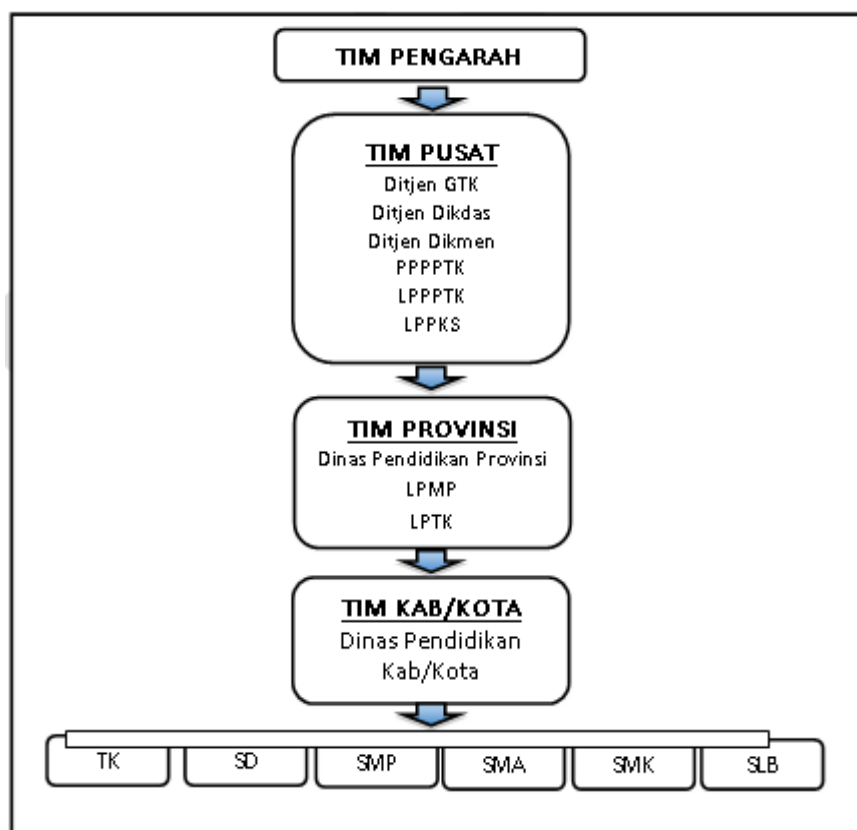 TIM PENGARAH
TIM PUSAT
Ditjen GTK
Ditjen Dikdas
Ditjen Dikmen
PPPPTK
LPPPTK
LPPKS
TIM PROVINSI
Dinas Pendidikan Provinsi
LPMP
LPTK
TIM KAB/KOTA
Dinas Pendidikan
Kab/Kota
TK SD SMP SMA SMK SLB